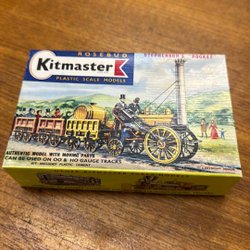 ROSEBUD
STEPHENSON'S ROCKET
Kitmaster
PLASTIC SCALE MODELS
AUTHENTIC MODEL WITH MOVING PARTS
CAN BE USED ON OO & HO GAUGE TRACKS